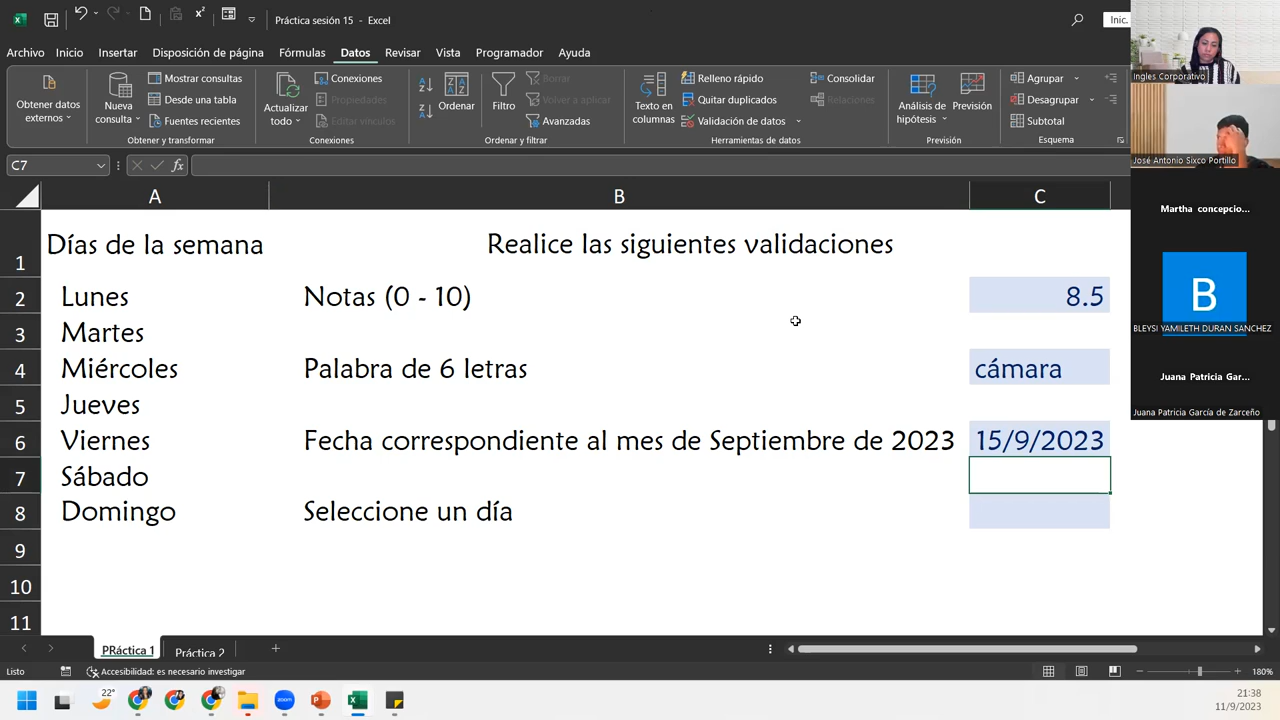 Práctica sesión 15 - Excel
Inic.
Archivo Inicio Insertar Disposición de página Fórmulas Datos Revisar Vista Programador Ayuda
Obtener datos externos
Nueva consulta
Mostrar consultas
Desde una tabla
Fuentes recientes
Obtener y transformar
Actualizar todo
Conexiones
Propiedades
Editar vínculos
Conexiones
Ordenar
Filtro
Volver a aplicar
Avanzadas
Ordenar y filtrar
Texto en columnas
Relleno rápido
Quitar duplicados
Validación de datos
Consolidar
Relaciones
Herramientas de datos
Análisis de hipótesis
Previsión
Previsión
Agrupar
Desagrupar
Subtotal
Esquema
C7
fx
A B C
1 Días de la semana Realice las siguientes validaciones
2 Lunes Notas (0 - 10) 8.5
3 Martes
4 Miércoles Palabra de 6 letras cámara
5 Jueves
6 Viernes Fecha correspondiente al mes de Septiembre de 2023 15/9/2023
7 Sábado
8 Domingo Seleccione un día
9
10
11
PRáctica 1 Práctica 2
Listo Accesibilidad: es necesario investigar 180%
22°
zoom
21:38
11/9/2023
Ingles Corporativo
José Antonio Sixco Portillo
Martha concepcio...
B
BLEYSI YAMILETH DURAN SANCHEZ
Juana Patricia Gar...
Juana Patricia García de Zarceño